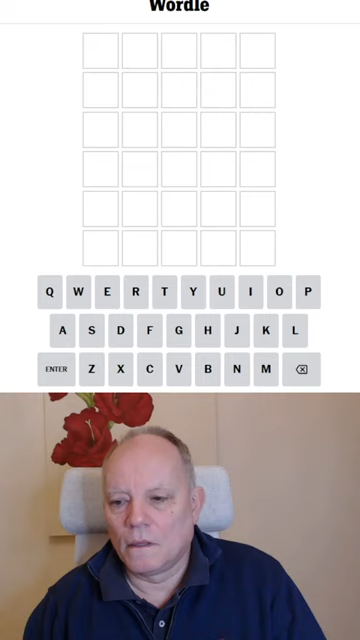 Wordle
Q W E R T Y U I O P
A S D F G H J K L
ENTER Z X C V B N M